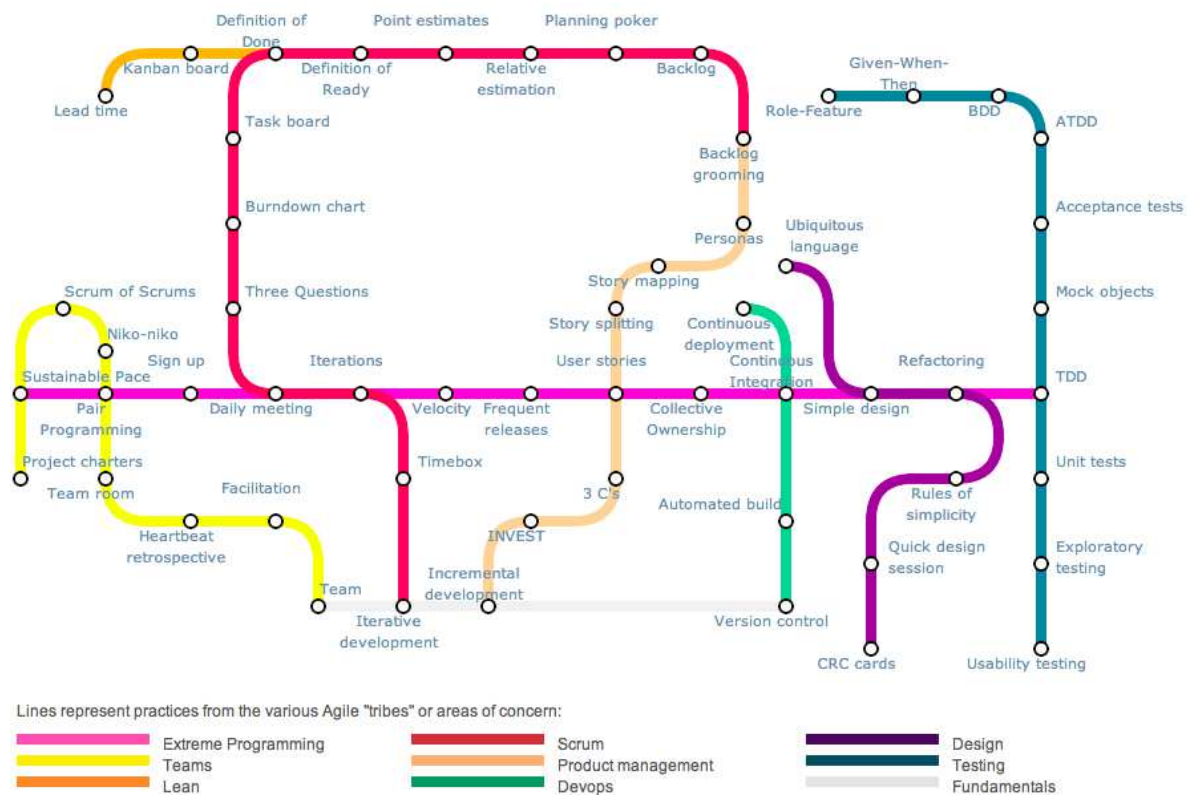 Definition of
Done
Point estimates
Planning poker
Kanban board
Definition of
Ready
Relative
estimation
Backlog
Given-When-
Then
Lead time
Role-Feature
BDD
Task board
ATDD
Backlog
grooming
Burndown chart
Acceptance tests
Personas
Ubiquitous
language
Story mapping
Scrum of Scrums
Three Questions
Mock objects
Niko-niko
Story splitting
Continuous
deployment
Sign up
Iterations
User stories
Continuous
Integration
Refactoring
Sustainable Pace
TDD
Pair
Programming
Daily meeting
Velocity
Frequent
releases
Collective
Ownership
Simple design
Project charters
Timebox
Unit tests
Team room
Facilitation
3 C's
Rules of
simplicity
Automated build
Heartbeat
retrospective
INVEST
Quick design
session
Exploratory
testing
Team
Incremental
development
Iterative
development
Version control
CRC cards
Usability testing
Lines represent practices from the various Agile "tribes" or areas of concern:
Extreme Programming
Scrum
Design
Teams
Product management
Testing
Lean
Devops
Fundamentals